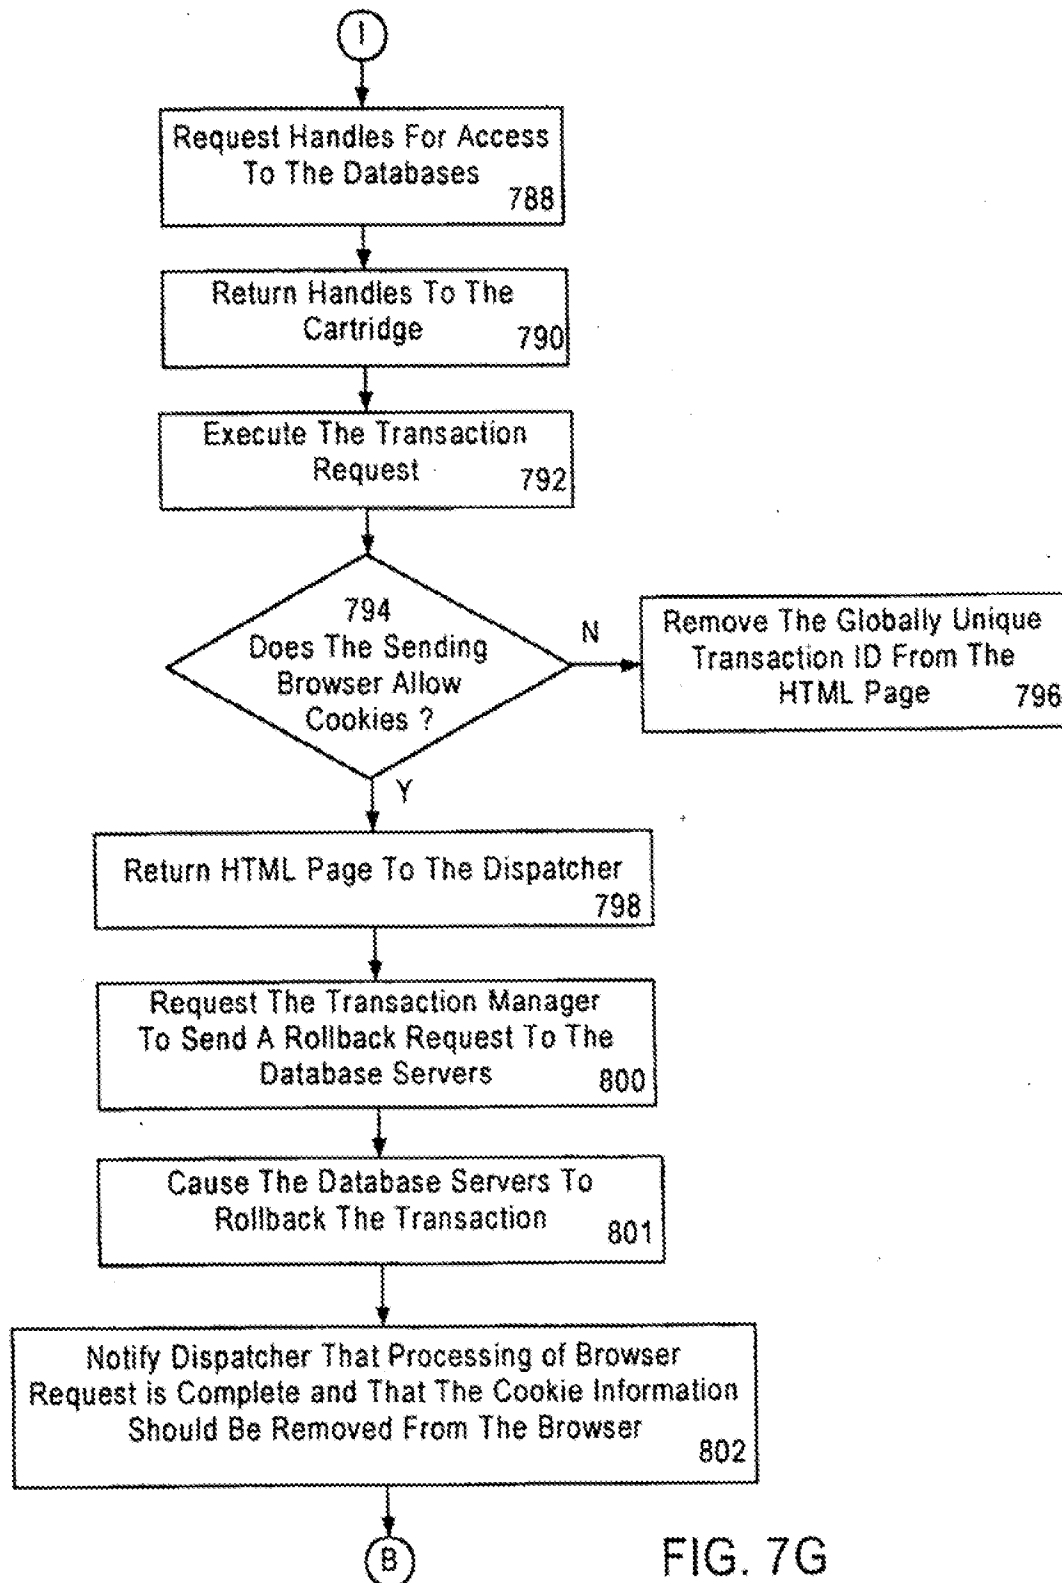 I
Request Handles For Access
To The Databases
788
Return Handles To The
Cartridge
790
Execute The Transaction
Request
792
794
Does The Sending
Browser Allow
Cookies ?
N
Remove The Globally Unique
Transaction ID From The
HTML Page
796
Y
Return HTML Page To The Dispatcher
798
Request The Transaction Manager
To Send A Rollback Request To The
Database Servers
800
Cause The Database Servers To
Rollback The Transaction
801
Notify Dispatcher That Processing of Browser
Request is Complete and That The Cookie Information
Should Be Removed From The Browser
802
B
FIG. 7G